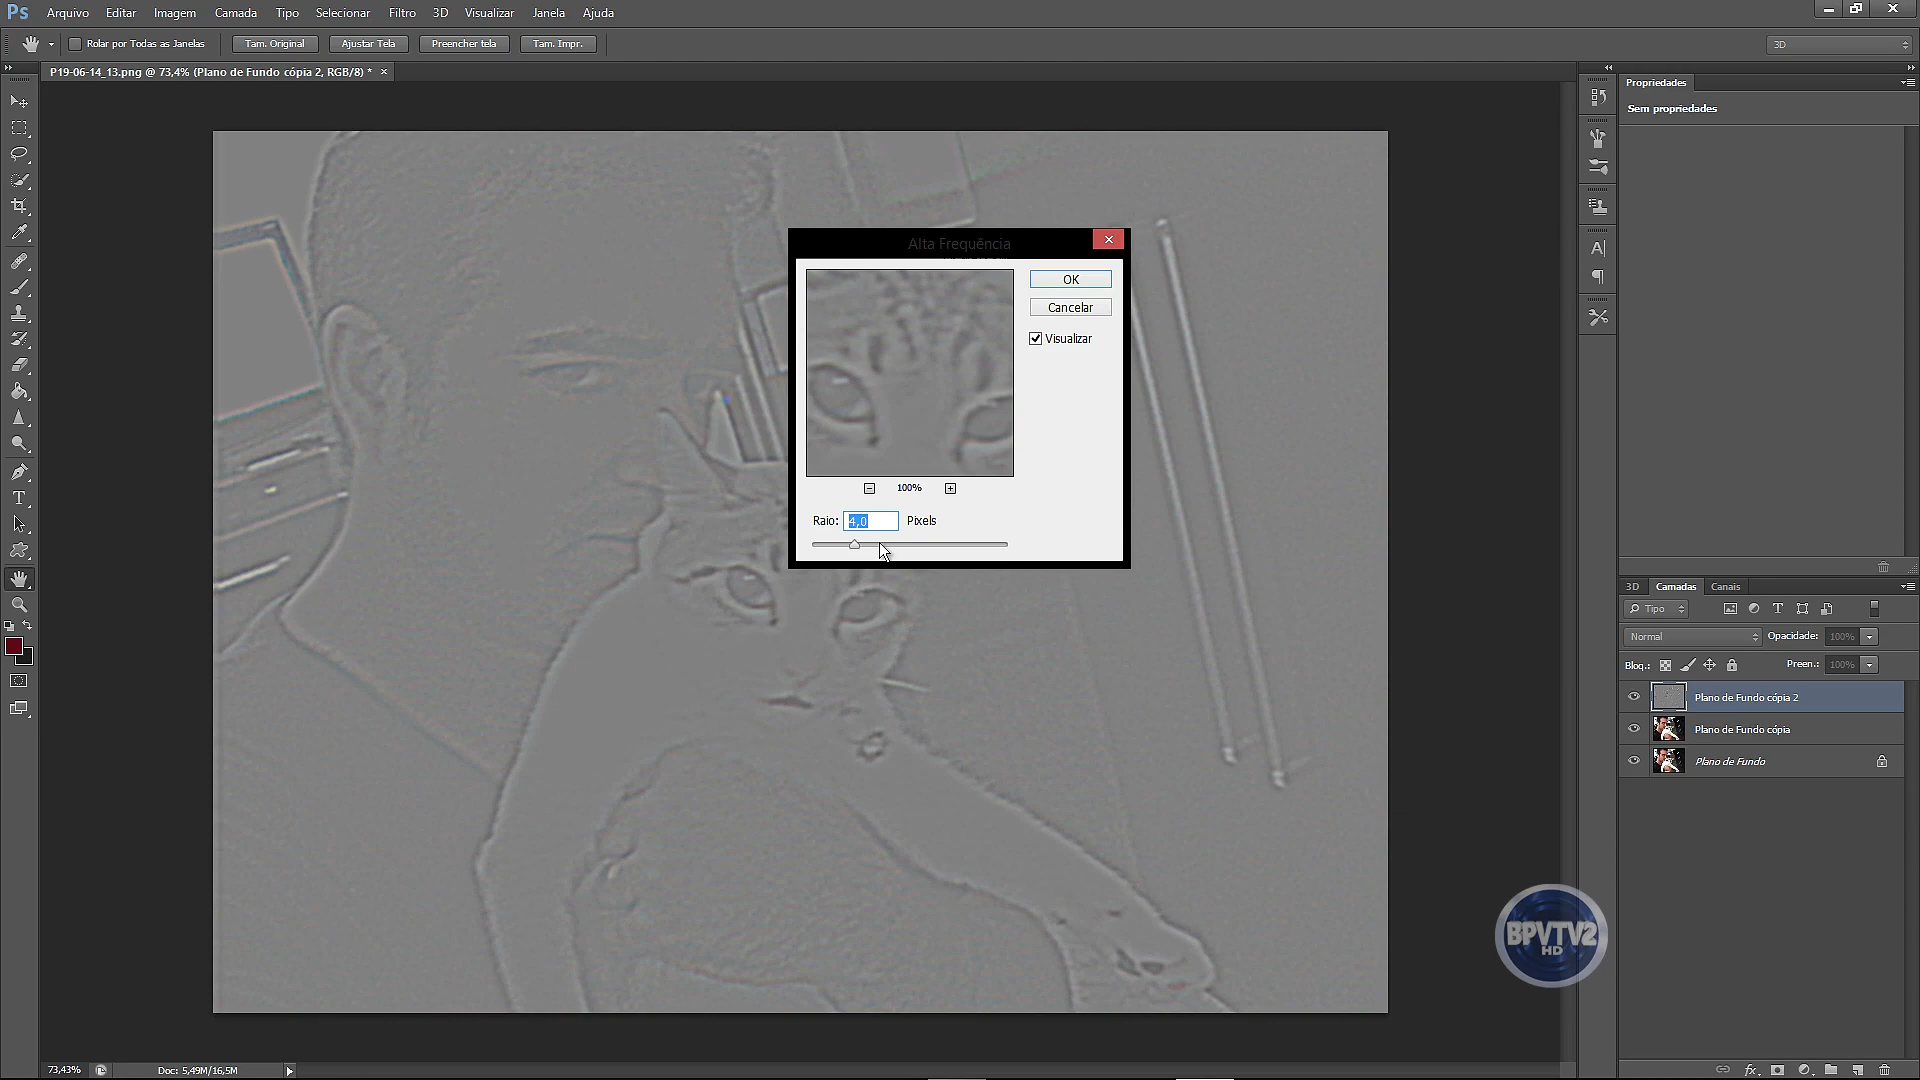 Ps Arquivo Editar Imagem Camada Tipo Selecionar Filtro 3D Visualizar Janela Ajuda
Rolar por Todas as Janelas Tam. Original Ajustar Tela Preencher tela Tam. Impr. 3D
P19-06-14_13.png @ 73,4% (Plano de Fundo cópia 2, RGB/8) *
Propriedades
Sem propriedades
Alta Frequência
OK
Cancelar
Visualizar
100%
Raio: 4,0 Pixels
3D Camadas Canais
Tipo
Normal Opacidade: 100%
Bloq.: Preen.: 100%
Plano de Fundo cópia 2
Plano de Fundo cópia
Plano de Fundo
BPVTV2
HD
73,43% Doc: 5,49M/16,5M